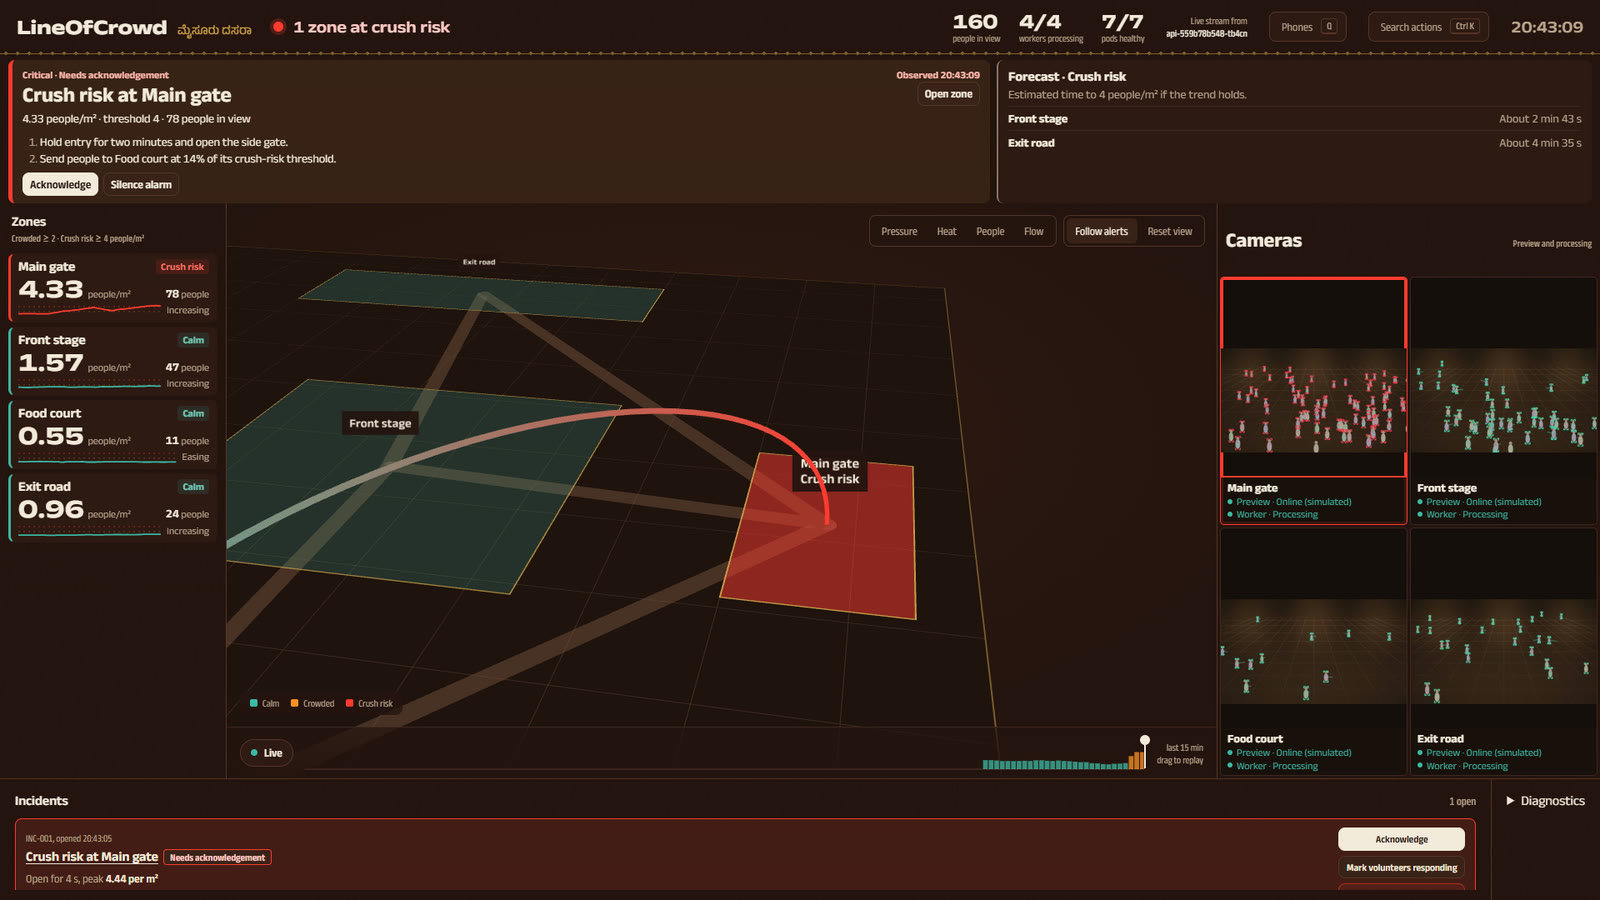 LineOfCrowd ಮೈಸೂರು ದಸರಾ
1 zone at crush risk
160
people in view
4/4
workers processing
7/7
pods healthy
Live stream from
api-559b78b548-tb4cn
Phones Q
Search actions Ctrl K
20:43:09
Critical · Needs acknowledgement
Observed 20:43:09
Crush risk at Main gate
Open zone
4.33 people/m² · threshold 4 · 78 people in view
1. Hold entry for two minutes and open the side gate.
2. Send people to Food court at 14% of its crush-risk threshold.
Acknowledge
Silence alarm
Forecast · Crush risk
Estimated time to 4 people/m² if the trend holds.
Front stage About 2 min 43 s
Exit road About 4 min 35 s
Zones
Crowded ≥ 2 · Crush risk ≥ 4 people/m²
Main gate Crush risk
4.33 people/m² 78 people
Increasing
Front stage Calm
1.57 people/m² 47 people
Increasing
Food court Calm
0.55 people/m² 11 people
Easing
Exit road Calm
0.96 people/m² 24 people
Increasing
Pressure Heat People Flow
Follow alerts Reset view
Exit road
Front stage
Main gate
Crush risk
Calm Crowded Crush risk
Live
last 15 min
drag to replay
Cameras
Preview and processing
Main gate
Preview · Online (simulated)
Worker · Processing
Front stage
Preview · Online (simulated)
Worker · Processing
Food court
Preview · Online (simulated)
Worker · Processing
Exit road
Preview · Online (simulated)
Worker · Processing
Incidents
1 open
INC-001, opened 20:43:05
Crush risk at Main gate Needs acknowledgement
Open for 4 s, peak 4.44 per m²
Acknowledge
Mark volunteers responding
Diagnostics